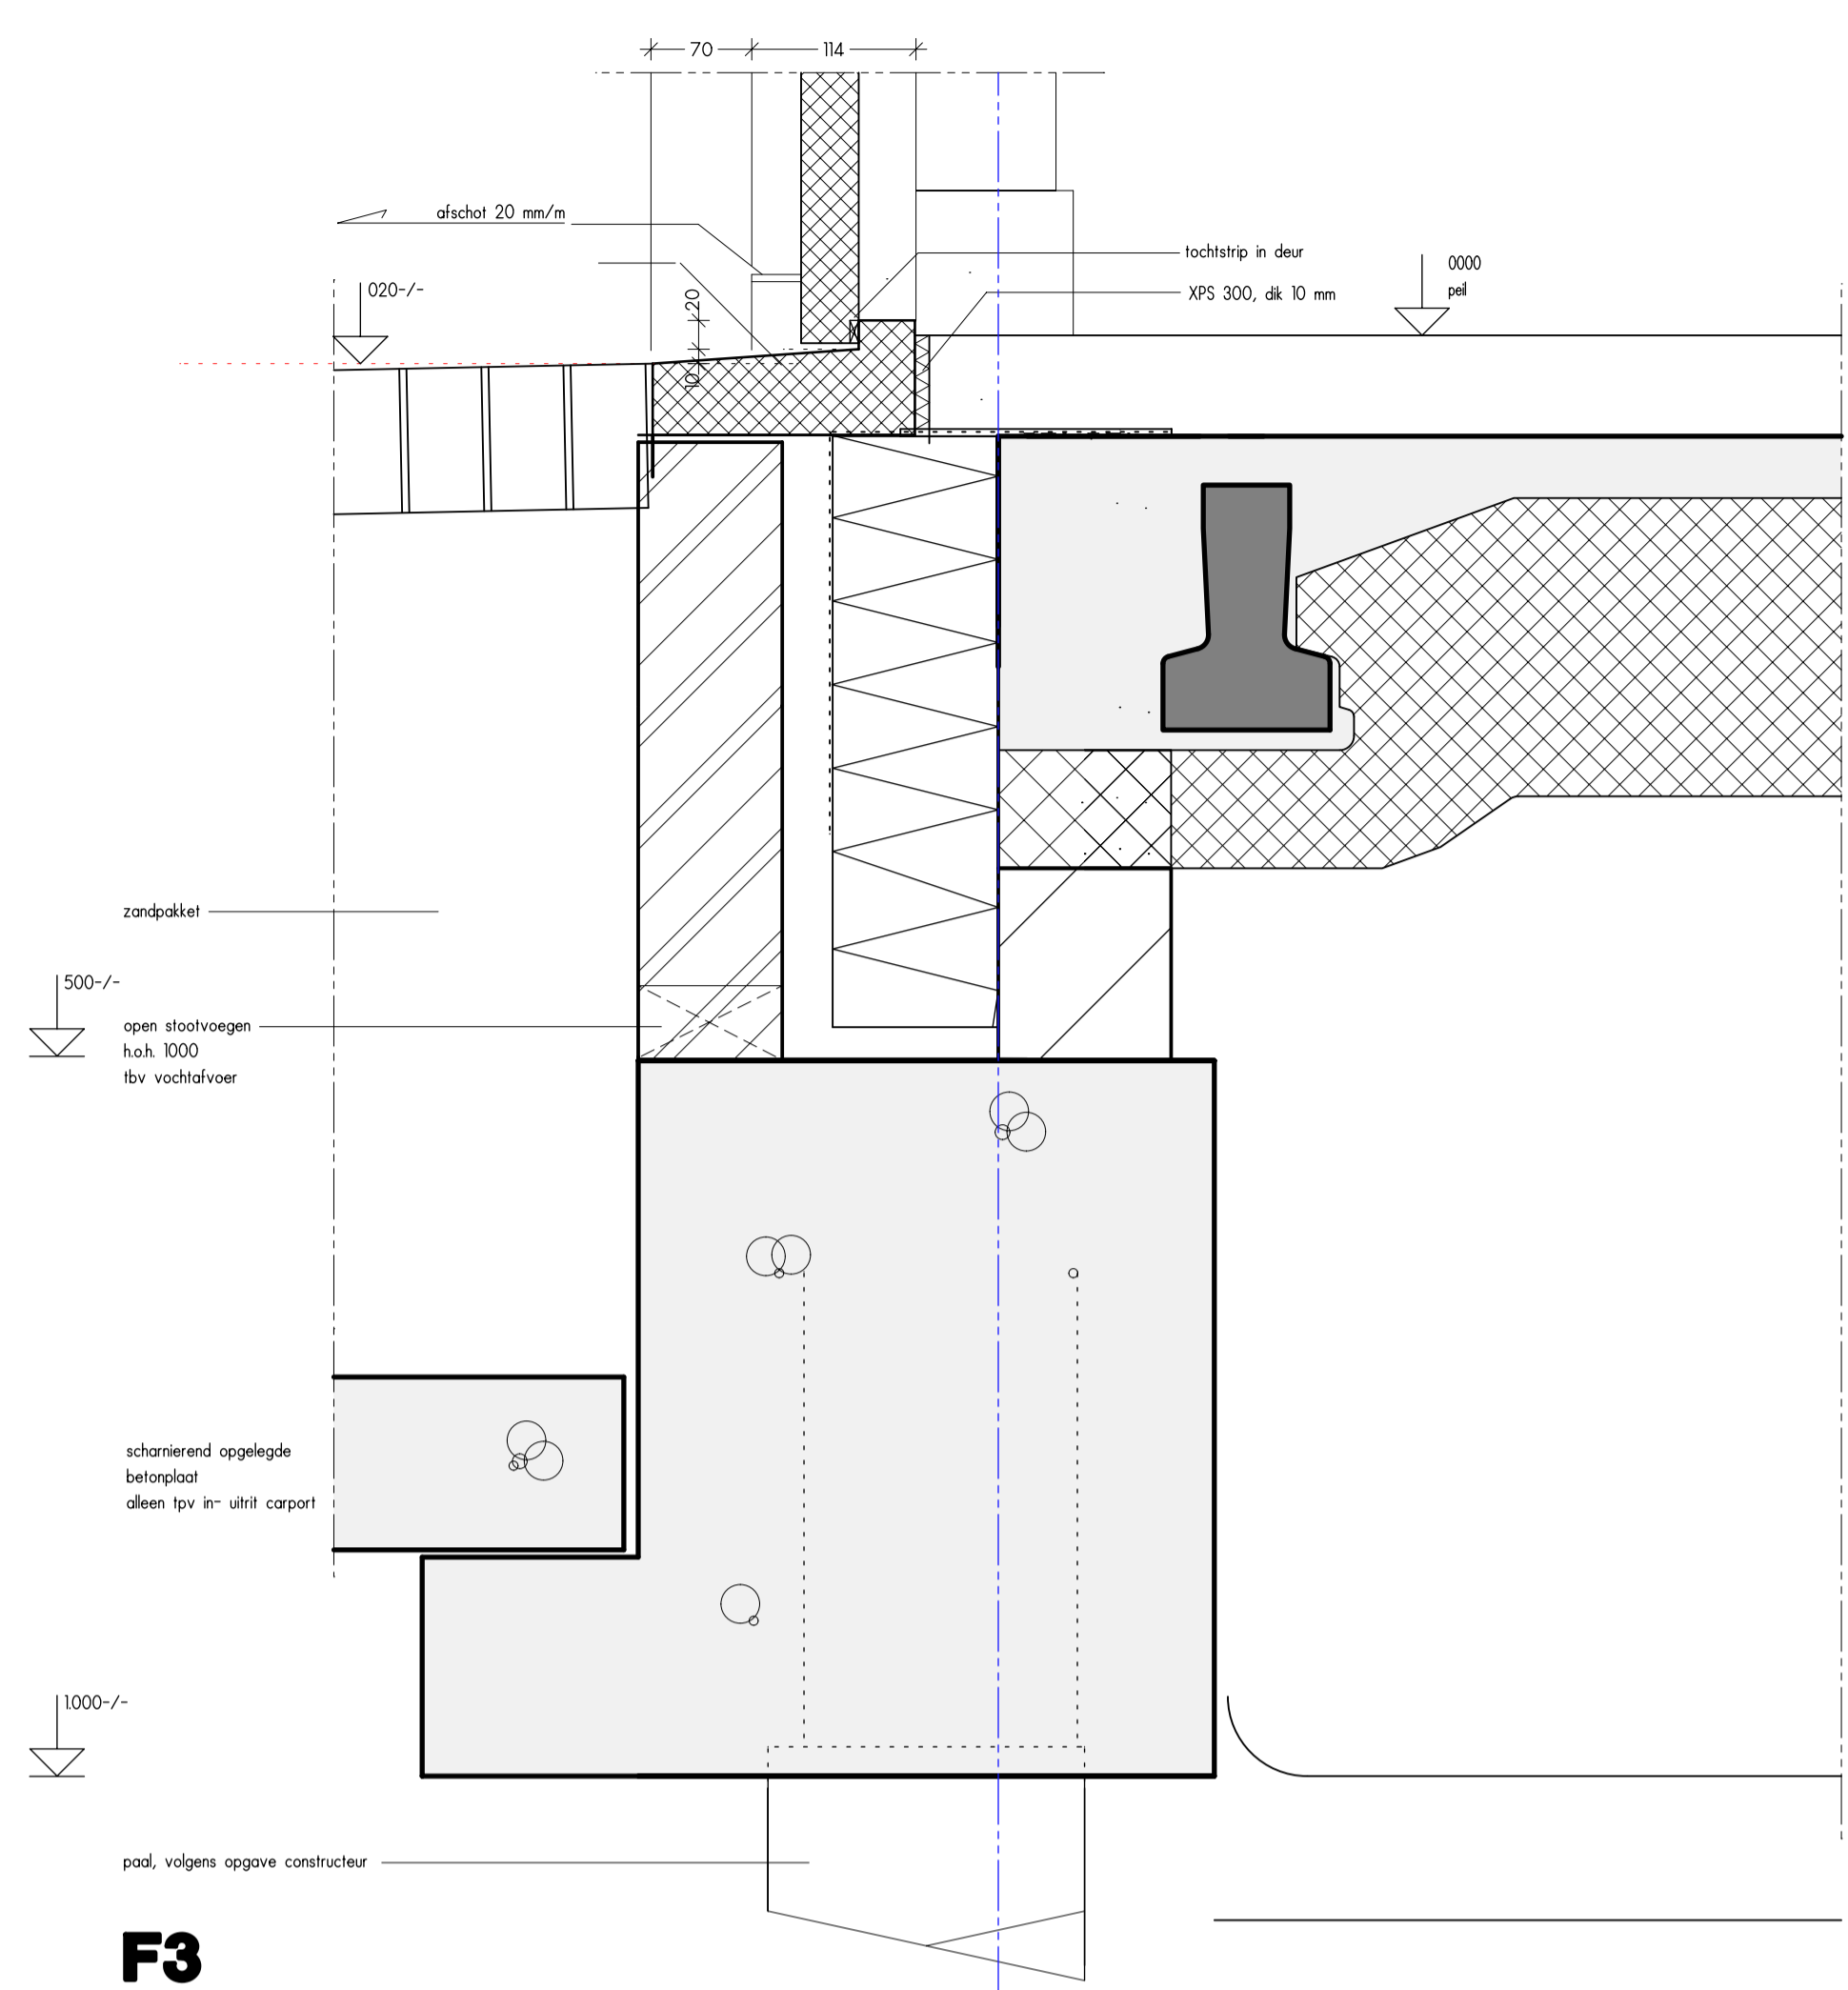 70
114
afschot 20 mm/m
tochtstrip in deur
0000
peil
020-/-
XPS 300, dik 10 mm
20
10
zandpakket
500-/-
open stootvoegen
h.o.h. 1000
tbv vochtafvoer
scharnierend opgelegde
betonplaat
alleen tpv in- uitrit carport
1.000-/-
paal, volgens opgave constructeur
F3